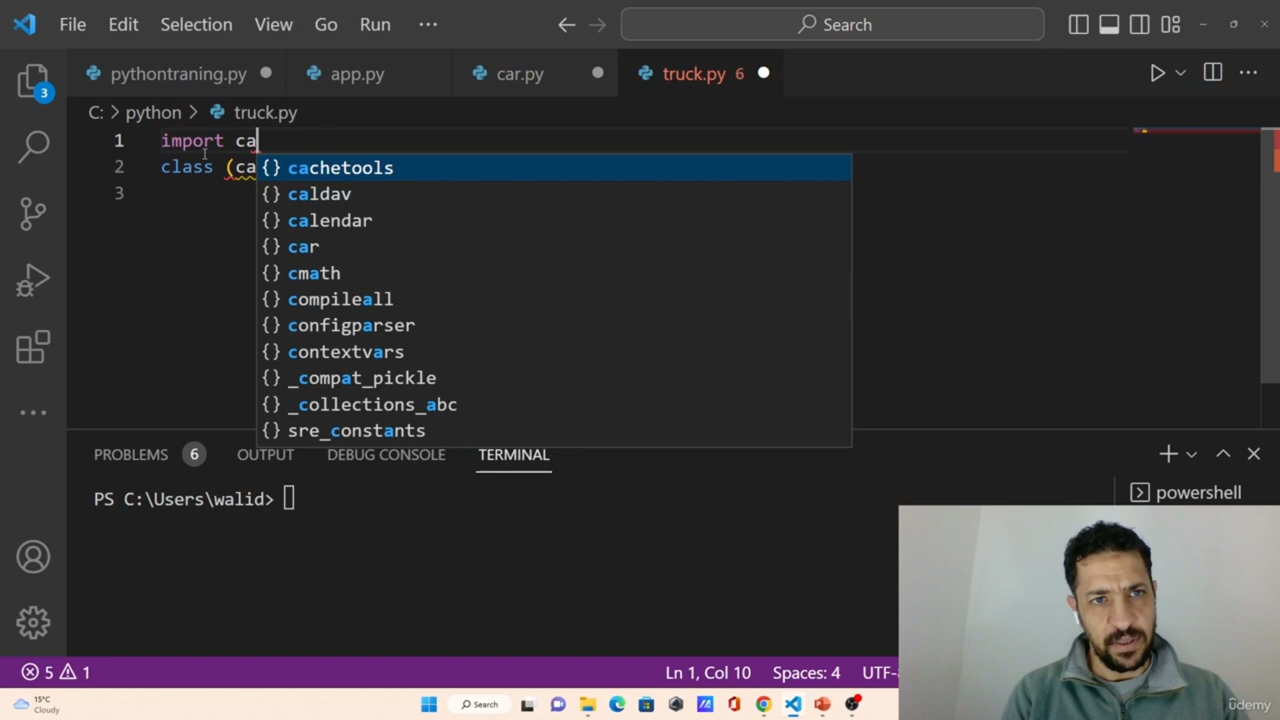 File Edit Selection View Go Run ··· Search
pythontraning.py app.py car.py truck.py 6
3
C: > python > truck.py
1 import ca
2 class (ca
3
cachetools
caldav
calendar
car
cmath
compileall
configparser
contextvars
_compat_pickle
_collections_abc
sre_constants
PROBLEMS 6 OUTPUT DEBUG CONSOLE TERMINAL
powershell
PS C:\Users\walid>
5 1 Ln 1, Col 10 Spaces: 4 UTF-8
15°C
Cloudy
Search
ûdemy